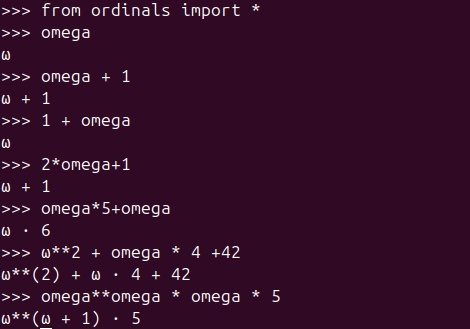 >>> from ordinals import *
>>> omega
ω
>>> omega + 1
ω + 1
>>> 1 + omega
ω
>>> 2*omega+1
ω + 1
>>> omega*5+omega
ω · 6
>>> ω**2 + omega * 4 +42
ω**(2) + ω · 4 + 42
>>> omega**omega * omega * 5
ω**(ω + 1) · 5